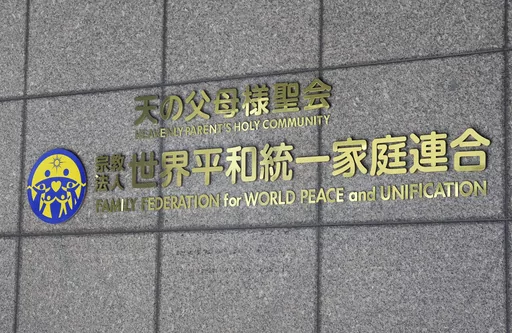 天の父母様聖会
HEAVENLY PARENT'S HOLY COMMUNITY
宗教法人 世界平和統一家庭連合
FAMILY FEDERATION for WORLD PEACE and UNIFICATION